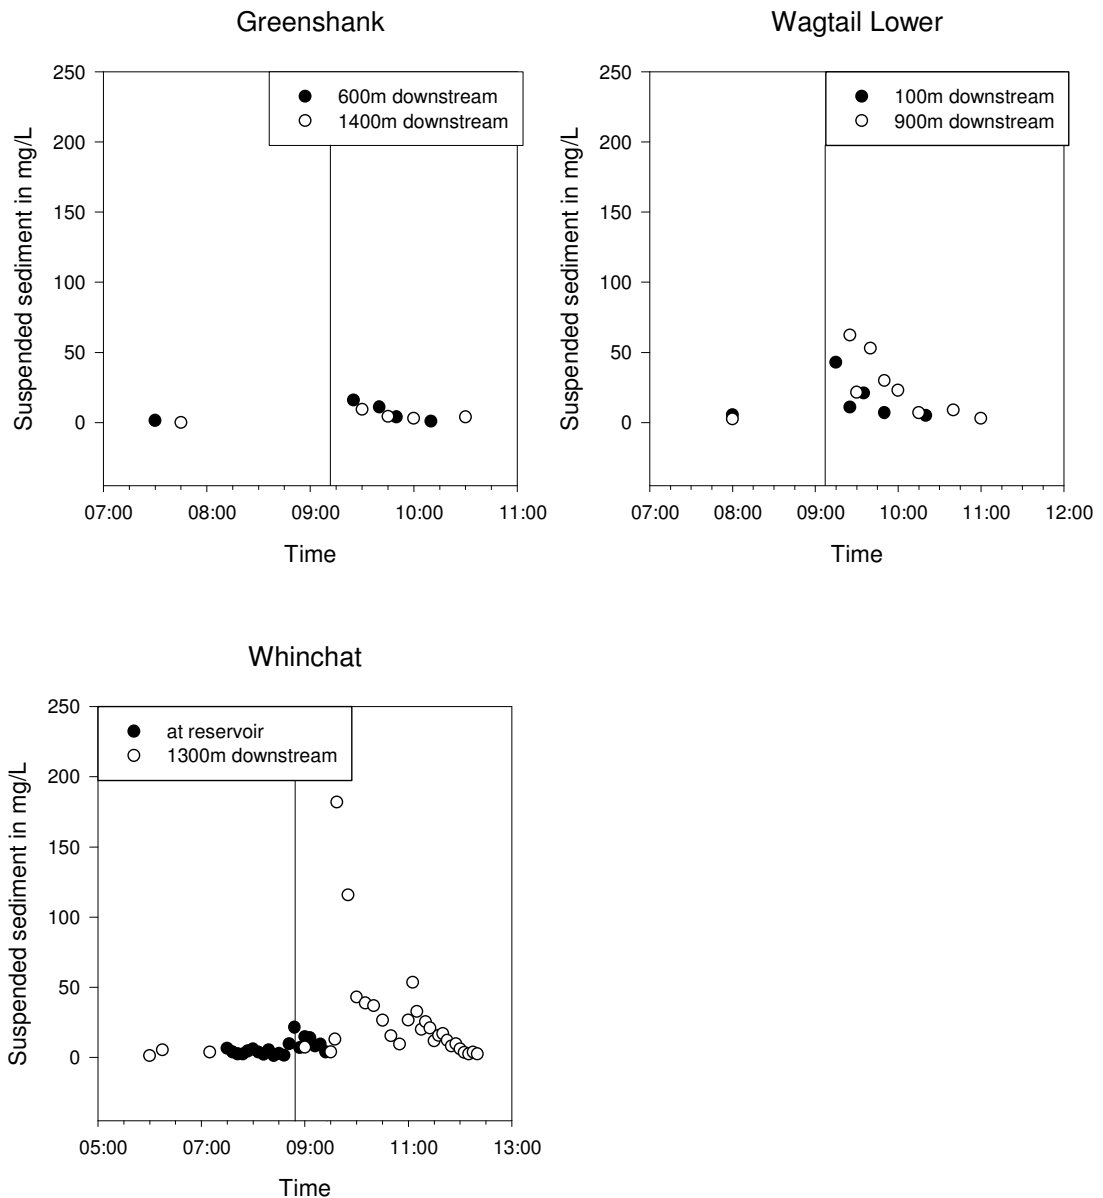 Greenshank
Suspended sediment in mg/L
250
200
150
100
50
0
600m downstream
1400m downstream
07:00 08:00 09:00 10:00 11:00
Time
Wagtail Lower
Suspended sediment in mg/L
250
200
150
100
50
0
100m downstream
900m downstream
07:00 08:00 09:00 10:00 11:00 12:00
Time
Whinchat
Suspended sediment in mg/L
250
200
150
100
50
0
at reservoir
1300m downstream
05:00 07:00 09:00 11:00 13:00
Time